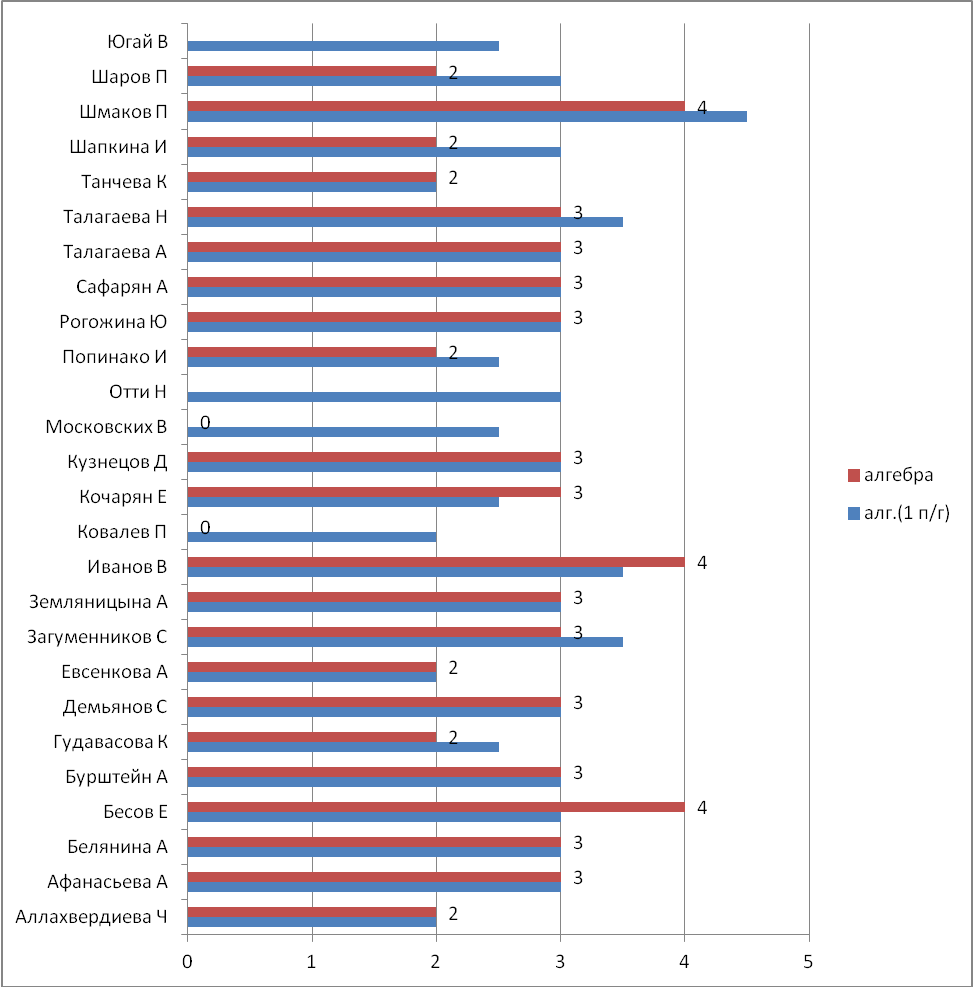 Югай В
Шаров П 2
Шмаков П 4
Шапкина И 2
Танчева К 2
Талагаева Н 3
Талагаева А 3
Сафарян А 3
Рогожина Ю 3
Попинако И 2
Отти Н
Московских В 0
Кузнецов Д 3
Кочарян Е 3
Ковалев П 0
Иванов В 4
Земляницына А 3
Загуменников С 3
Евсенкова А 2
Демьянов С 3
Гудавасова К 2
Бурштейн А 3
Бесов Е 4
Белянина А 3
Афанасьева А 3
Аллахвердиева Ч 2
0 1 2 3 4 5
алгебра
алг.(1 п/г)